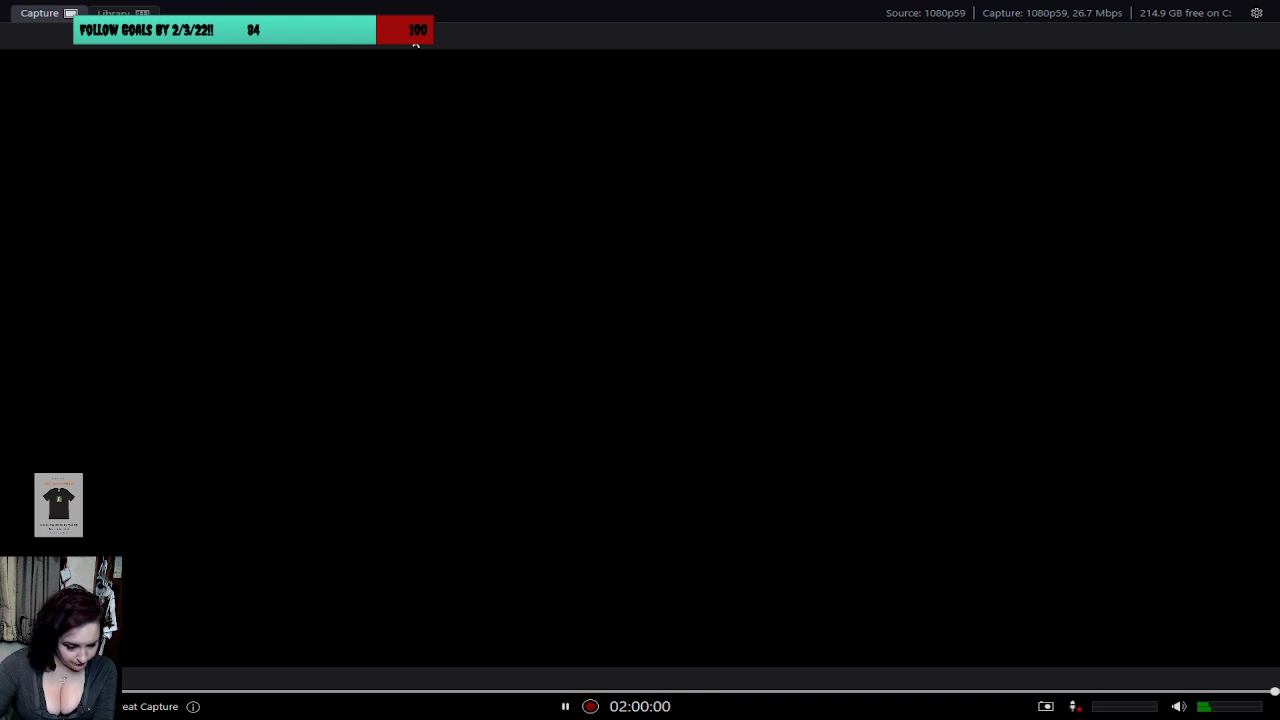 Capture
Library
Source: 1080p59
Capture: 1080p59, 26.7 Mbps
214.9 GB free on C:
FOLLOW GOALS BY 2/3/22!! 84 100
eat Capture
02:00:00